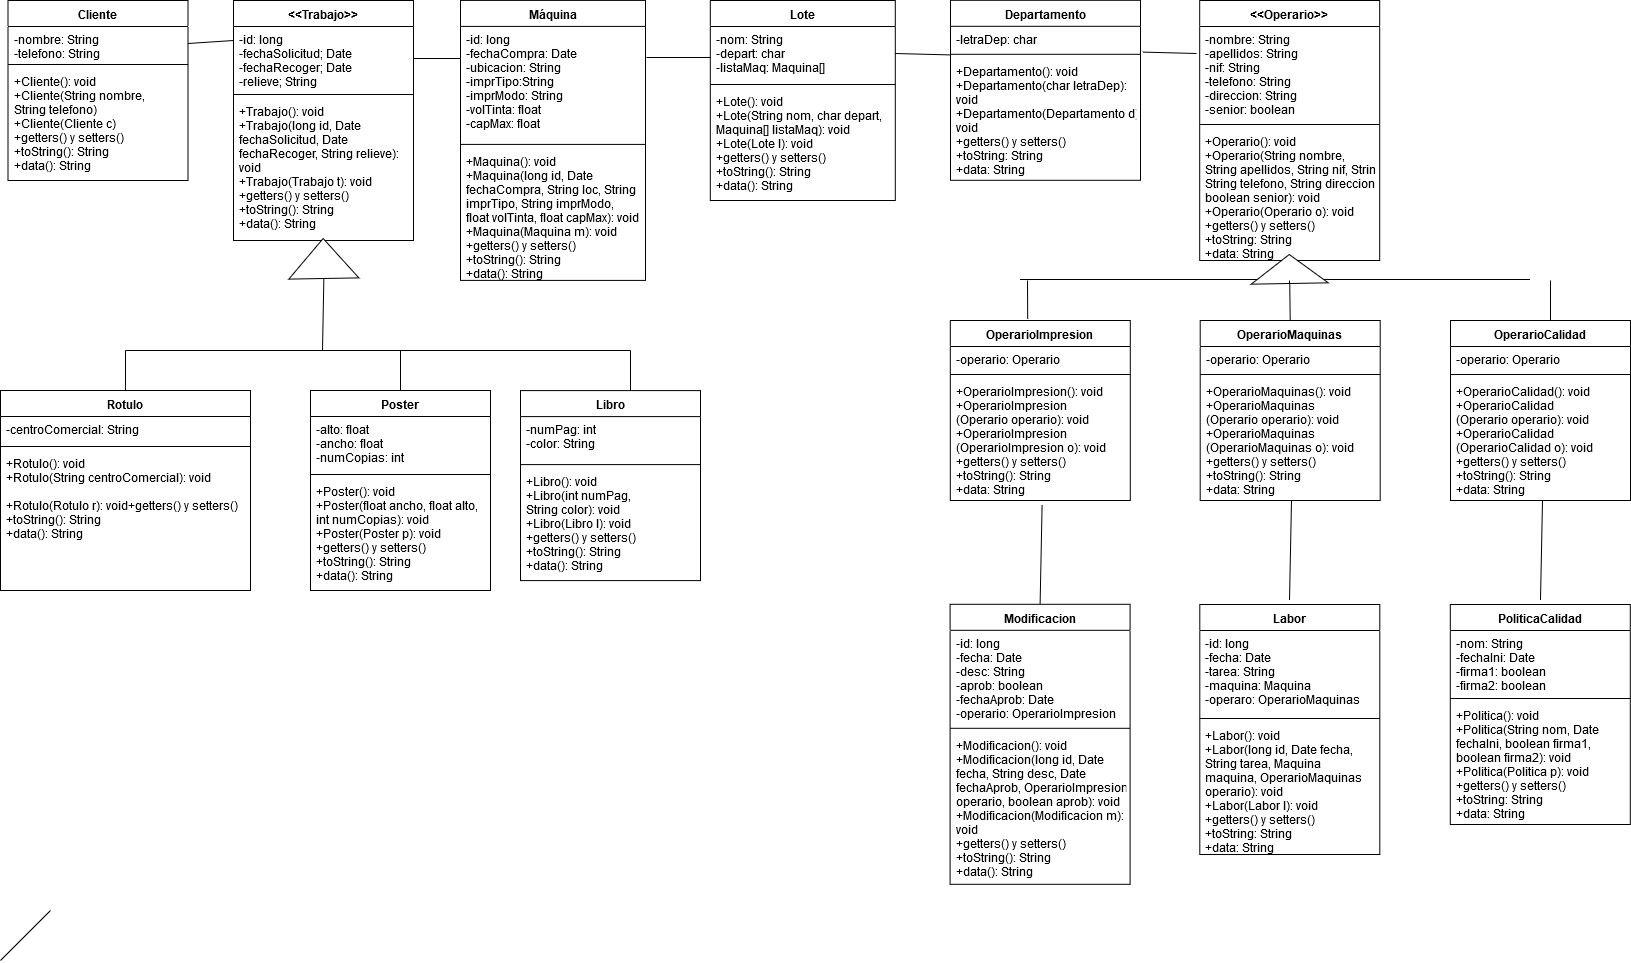 Cliente
-nombre: String
-telefono: String
+Cliente(): void
+Cliente(String nombre,
String telefono)
+Cliente(Cliente c)
+getters() y setters()
+toString(): String
+data(): String
<<Trabajo>>
-id: long
-fechaSolicitud; Date
-fechaRecoger; Date
-relieve; String
+Trabajo(): void
+Trabajo(long id, Date
fechaSolicitud, Date
fechaRecoger, String relieve):
void
+Trabajo(Trabajo t): void
+getters() y setters()
+toString(): String
+data(): String
Máquina
-id: long
-fechaCompra: Date
-ubicacion: String
-imprTipo:String
-imprModo: String
-volTinta: float
-capMax: float
+Maquina(): void
+Maquina(long id, Date
fechaCompra, String loc, String
imprTipo, String imprModo,
float volTinta, float capMax): void
+Maquina(Maquina m): void
+getters() y setters()
+toString(): String
+data(): String
Lote
-nom: String
-depart: char
-listaMaq: Maquina[]
+Lote(): void
+Lote(String nom, char depart,
Maquina[] listaMaq): void
+Lote(Lote l): void
+getters() y setters()
+toString(): String
+data(): String
Departamento
-letraDep: char
+Departamento(): void
+Departamento(char letraDep):
void
+Departamento(Departamento d
void
+getters() y setters()
+toString: String
+data: String
<<Operario>>
-nombre: String
-apellidos: String
-nif: String
-telefono: String
-direccion: String
-senior: boolean
+Operario(): void
+Operario(String nombre,
String apellidos, String nif, Strin
String telefono, String direccion
boolean senior): void
+Operario(Operario o): void
+getters() y setters()
+toString: String
+data: String
Rotulo
-centroComercial: String
+Rotulo(): void
+Rotulo(String centroComercial): void
+Rotulo(Rotulo r): void+getters() y setters()
+toString(): String
+data(): String
Poster
-alto: float
-ancho: float
-numCopias: int
+Poster(): void
+Poster(float ancho, float alto,
int numCopias): void
+Poster(Poster p): void
+getters() y setters()
+toString(): String
+data(): String
Libro
-numPag: int
-color: String
+Libro(): void
+Libro(int numPag,
String color): void
+Libro(Libro l): void
+getters() y setters()
+toString(): String
+data(): String
OperarioImpresion
-operario: Operario
+OperarioImpresion(): void
+OperarioImpresion
(Operario operario): void
+OperarioImpresion
(OperarioImpresion o): void
+getters() y setters()
+toString(): String
+data: String
OperarioMaquinas
-operario: Operario
+OperarioMaquinas(): void
+OperarioMaquinas
(Operario operario): void
+OperarioMaquinas
(OperarioMaquinas o): void
+getters() y setters()
+toString(): String
+data: String
OperarioCalidad
-operario: Operario
+OperarioCalidad(): void
+OperarioCalidad
(Operario operario): void
+OperarioCalidad
(OperarioCalidad o): void
+getters() y setters()
+toString(): String
+data: String
Modificacion
-id: long
-fecha: Date
-desc: String
-aprob: boolean
-fechaAprob: Date
-operario: OperarioImpresion
+Modificacion(): void
+Modificacion(long id, Date
fecha, String desc, Date
fechaAprob, OperarioImpresion
operario, boolean aprob): void
+Modificacion(Modificacion m):
void
+getters() y setters()
+toString(): String
+data(): String
Labor
-id: long
-fecha: Date
-tarea: String
-maquina: Maquina
-operaro: OperarioMaquinas
+Labor(): void
+Labor(long id, Date fecha,
String tarea, Maquina
maquina, OperarioMaquinas
operario): void
+Labor(Labor l): void
+getters() y setters()
+toString: String
+data: String
PoliticaCalidad
-nom: String
-fechaIni: Date
-firma1: boolean
-firma2: boolean
+Politica(): void
+Politica(String nom, Date
fechaIni, boolean firma1,
boolean firma2): void
+Politica(Politica p): void
+getters() y setters()
+toString: String
+data: String